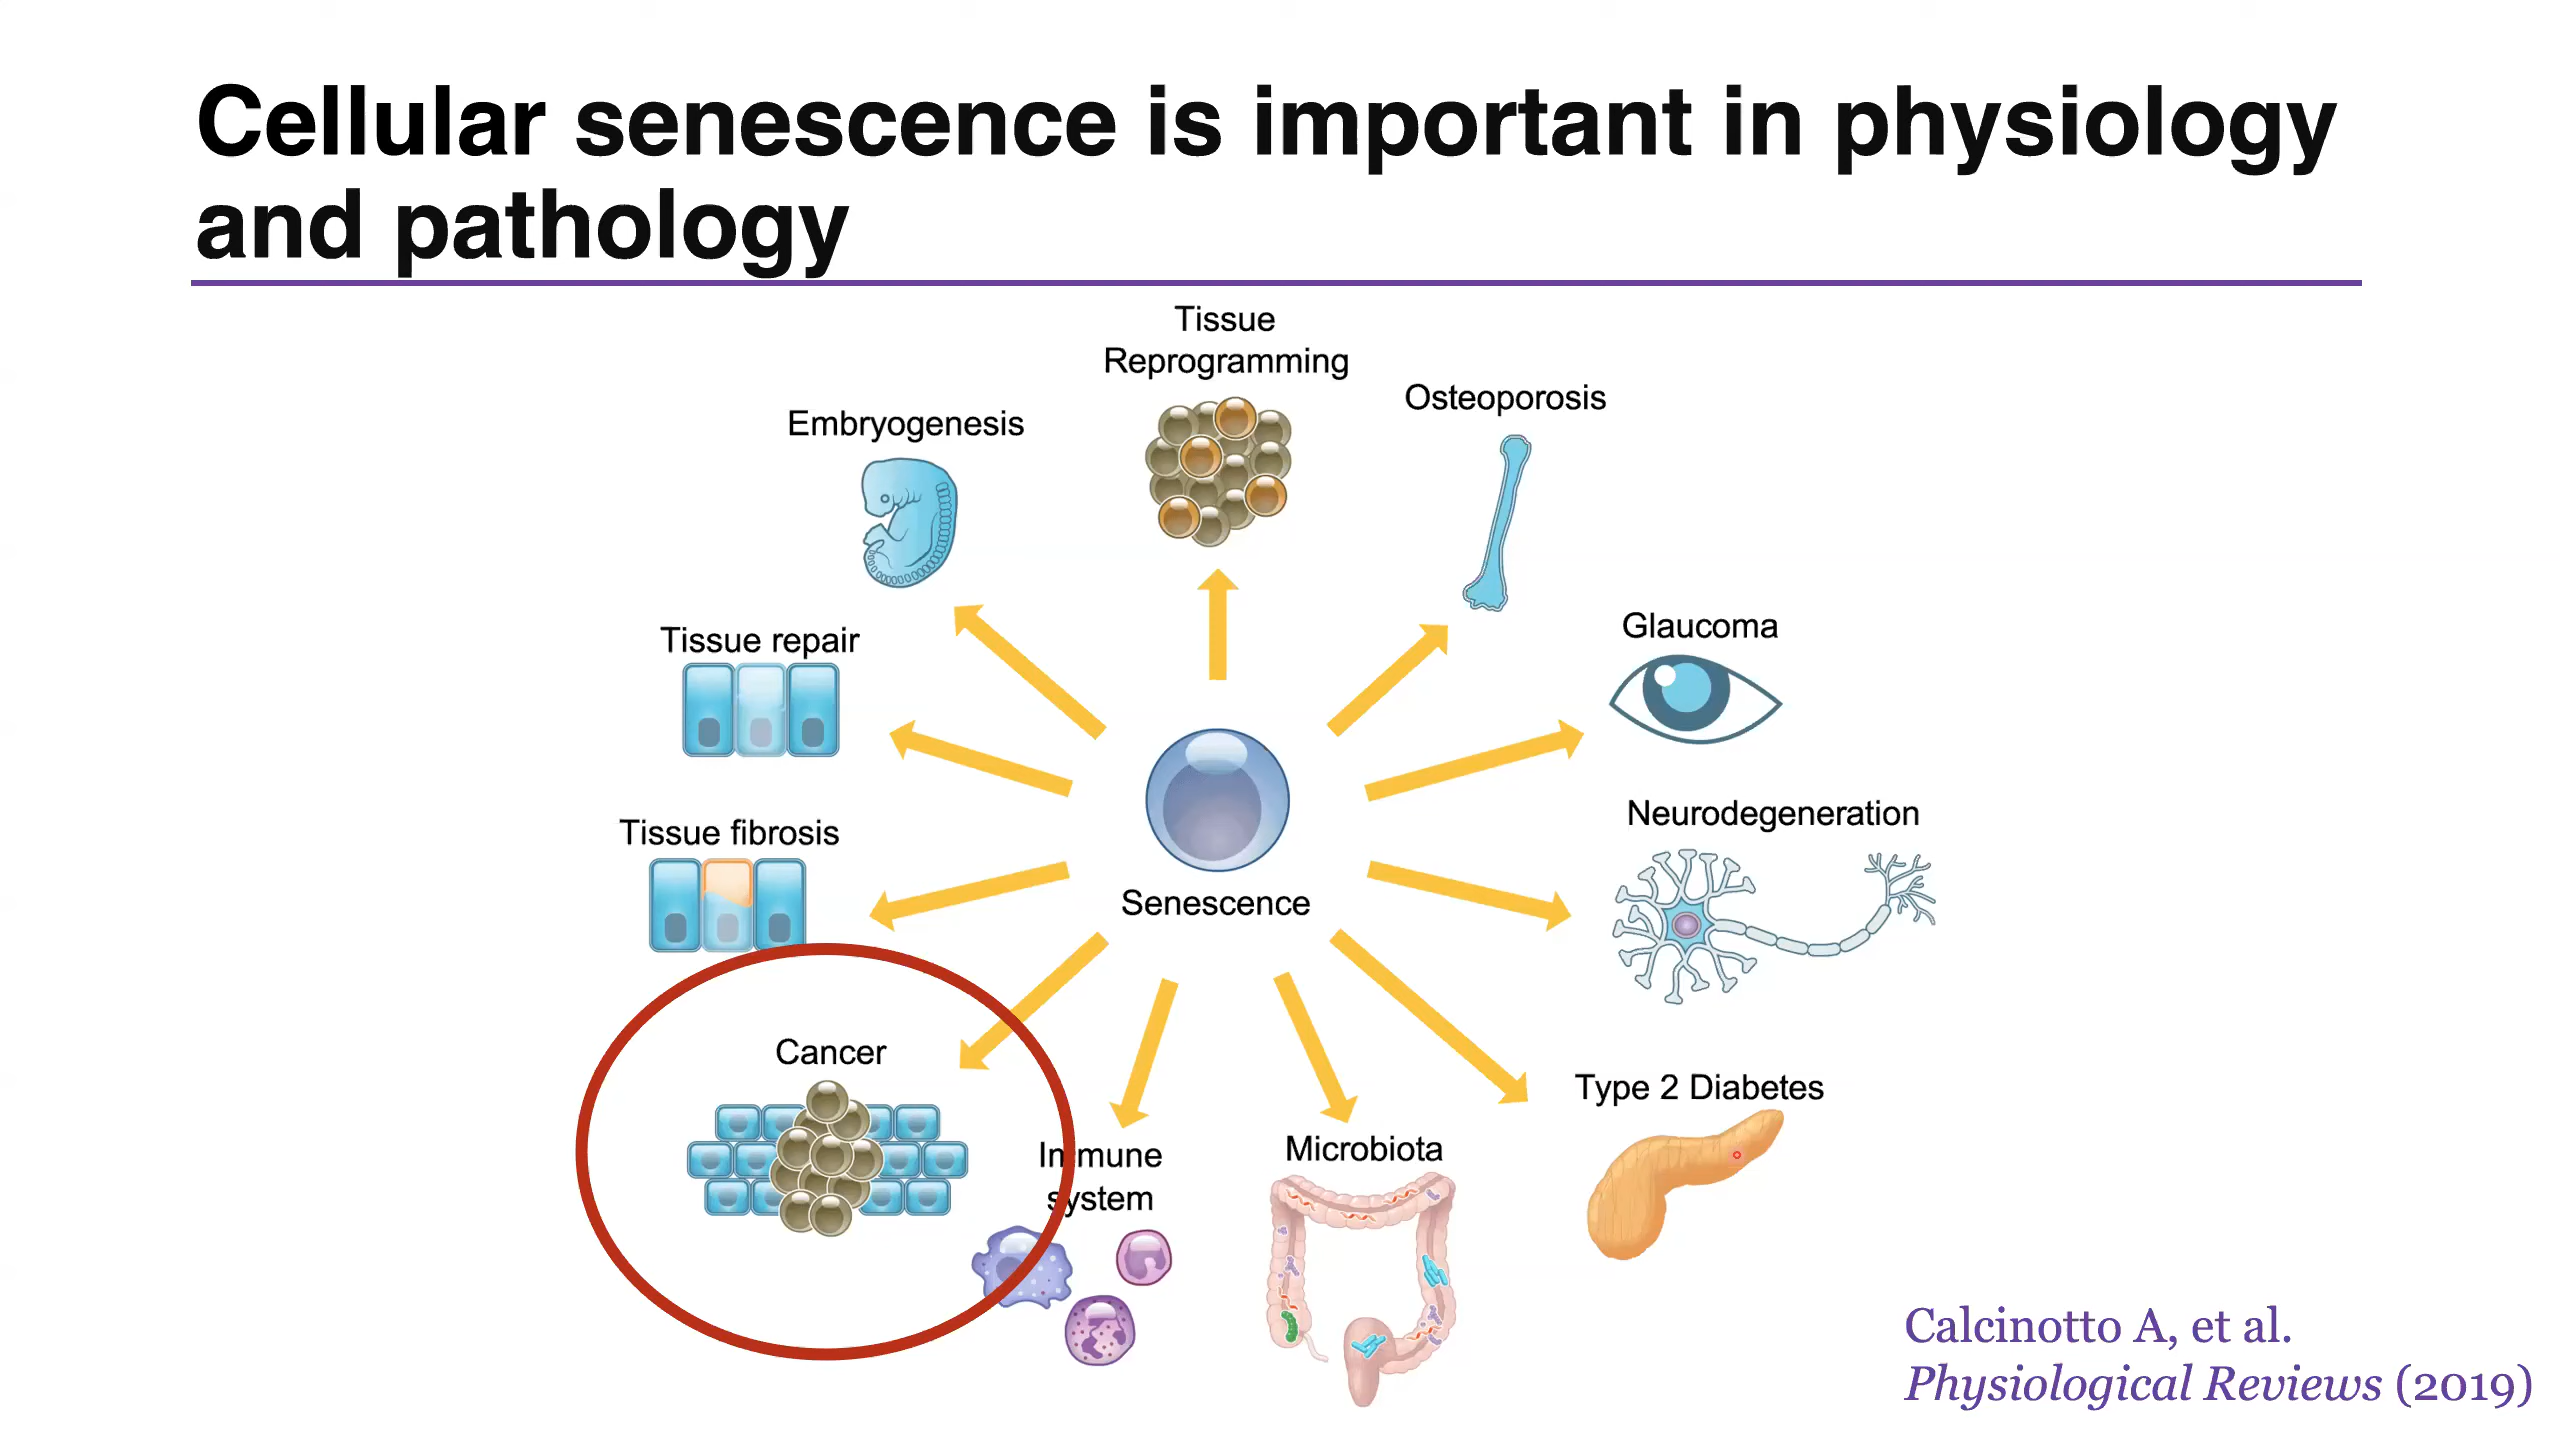 Cellular senescence is important in physiology
and pathology
Tissue
Reprogramming
Osteoporosis
Embryogenesis
Glaucoma
Tissue repair
Neurodegeneration
Tissue fibrosis
Senescence
Cancer
Type 2 Diabetes
Immune
system
Microbiota
Calcinotto A, et al.
Physiological Reviews (2019)